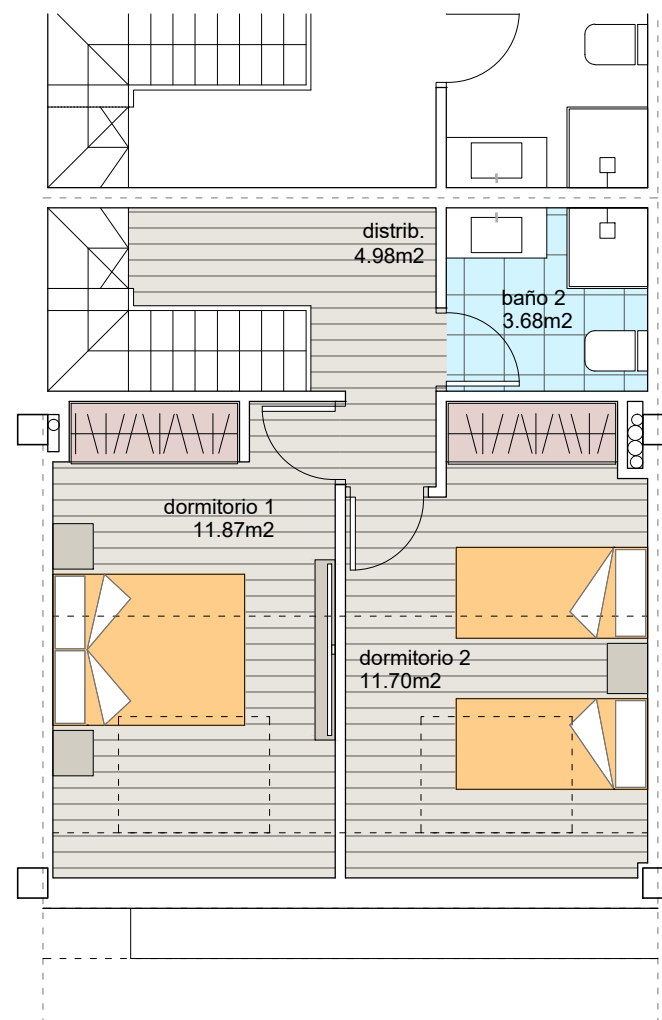 distrib.
4.98m2
baño 2
3.68m2
dormitorio 1
11.87m2
dormitorio 2
11.70m2